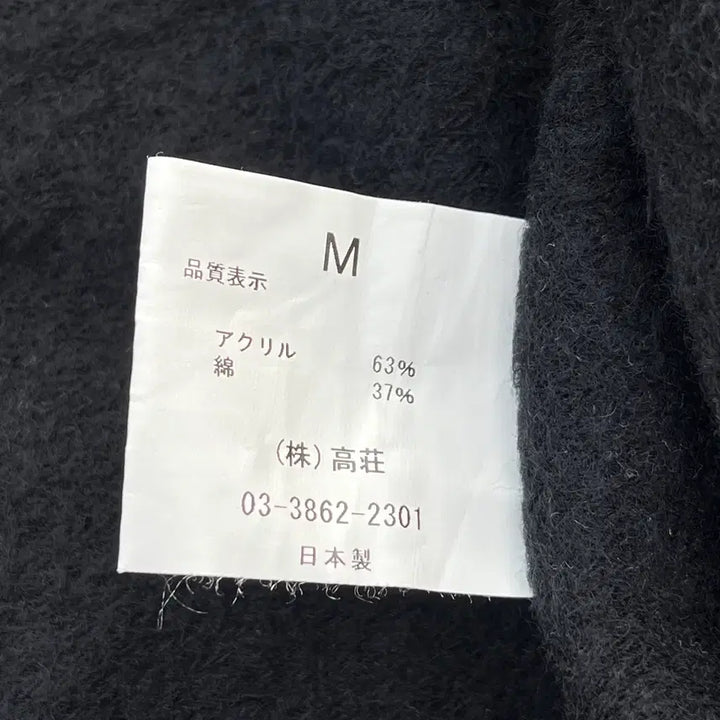 M
品質表示
アクリル 63%
綿 37%
(株)高荘
03-3862-2301
日本製